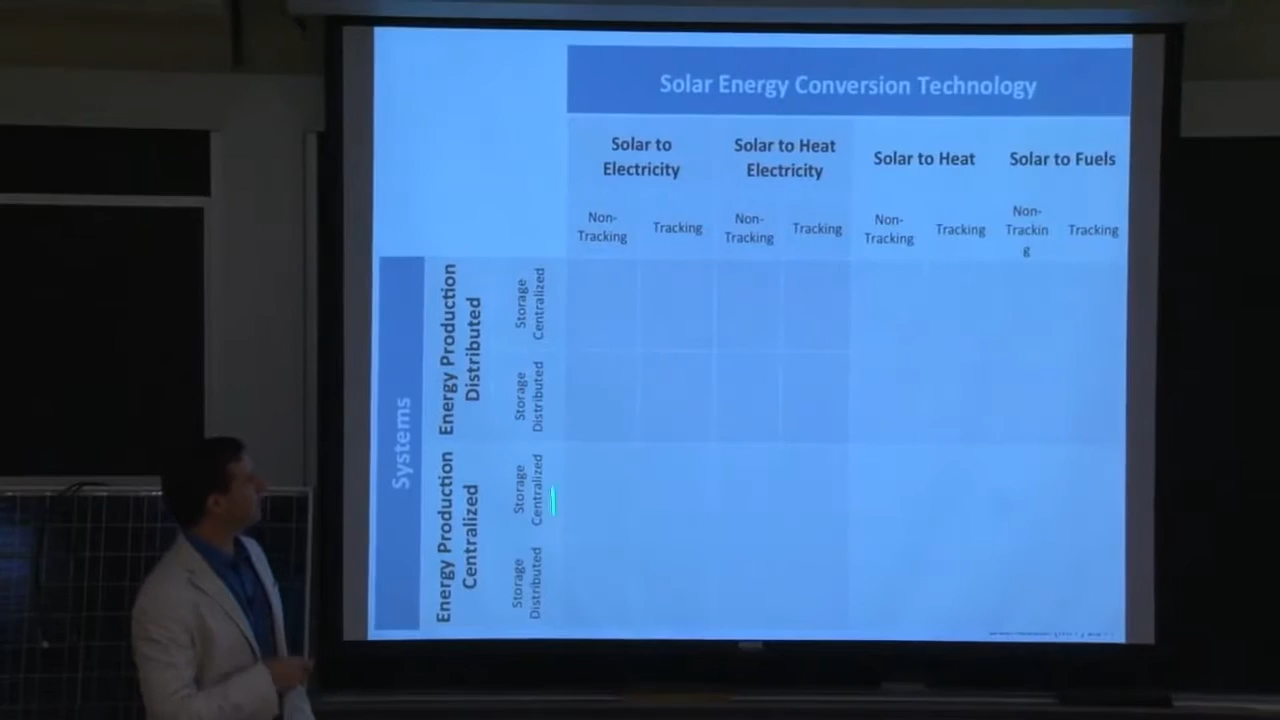 Solar Energy Conversion Technology
Solar to
Electricity
Solar to Heat
Electricity
Solar to Heat
Solar to Fuels
Non-
Tracking
Tracking
Non-
Tracking
Tracking
Non-
Tracking
Tracking
Non-
Trackin
g
Tracking
Systems
Energy Production
Distributed
Storage
Centralized
Storage
Distributed
Energy Production
Centralized
Storage
Centralized
Storage
Distributed